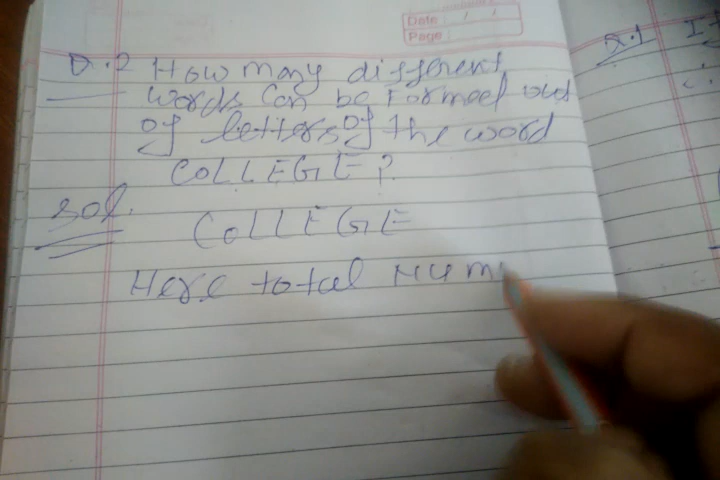 Date :
Page :
Q.2 How many different
words can be formed out
of letters of the word
COLLEGE ?
Sol.
COLLEGE
Here total num
Q.1